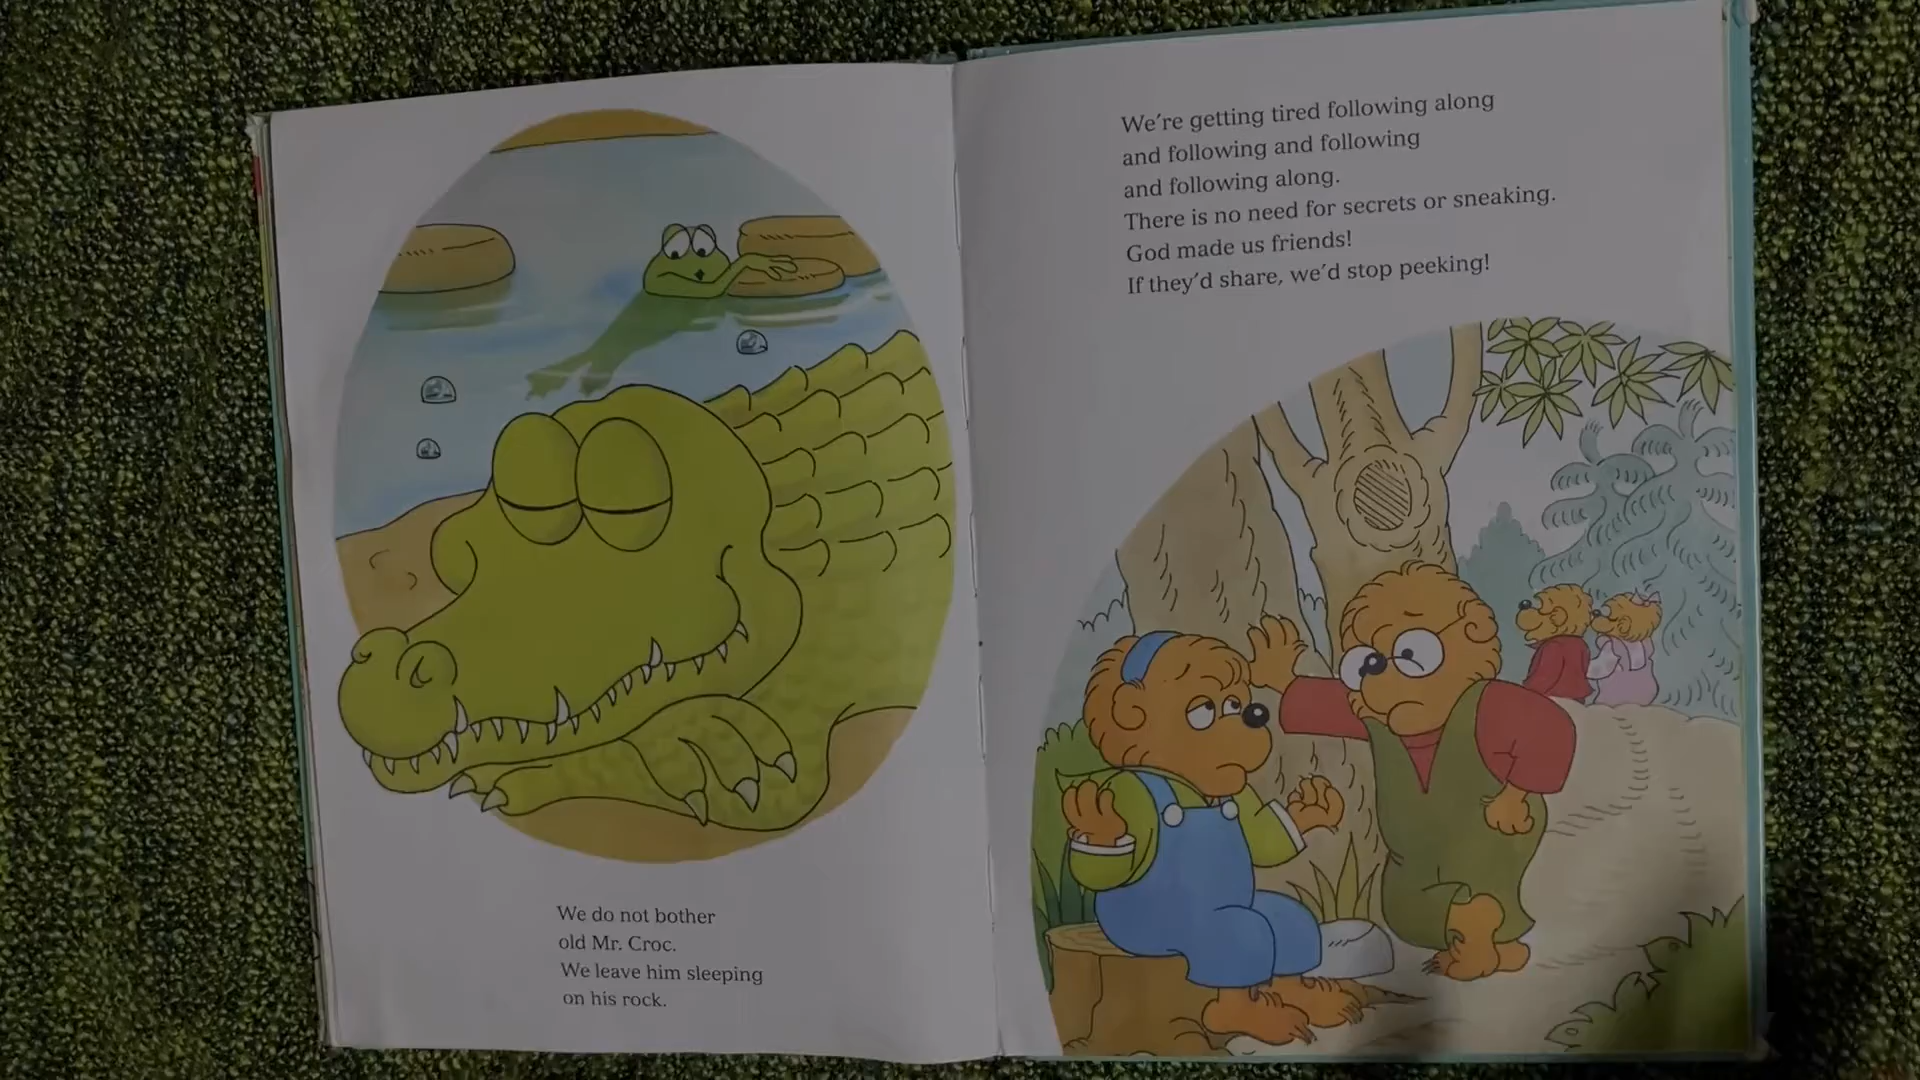 We do not bother
old Mr. Croc.
We leave him sleeping
on his rock.
We're getting tired following along
and following and following
and following along.
There is no need for secrets or sneaking.
God made us friends!
If they'd share, we'd stop peeking!